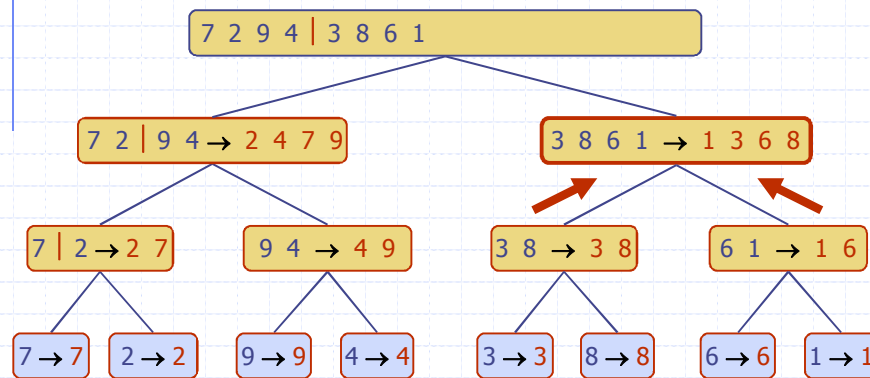 7 2 9 4 | 3 8 6 1
7 2 | 9 4 → 2 4 7 9
3 8 6 1 → 1 3 6 8
7 | 2 → 2 7
9 4 → 4 9
3 8 → 3 8
6 1 → 1 6
7 → 7
2 → 2
9 → 9
4 → 4
3 → 3
8 → 8
6 → 6
1 → 1